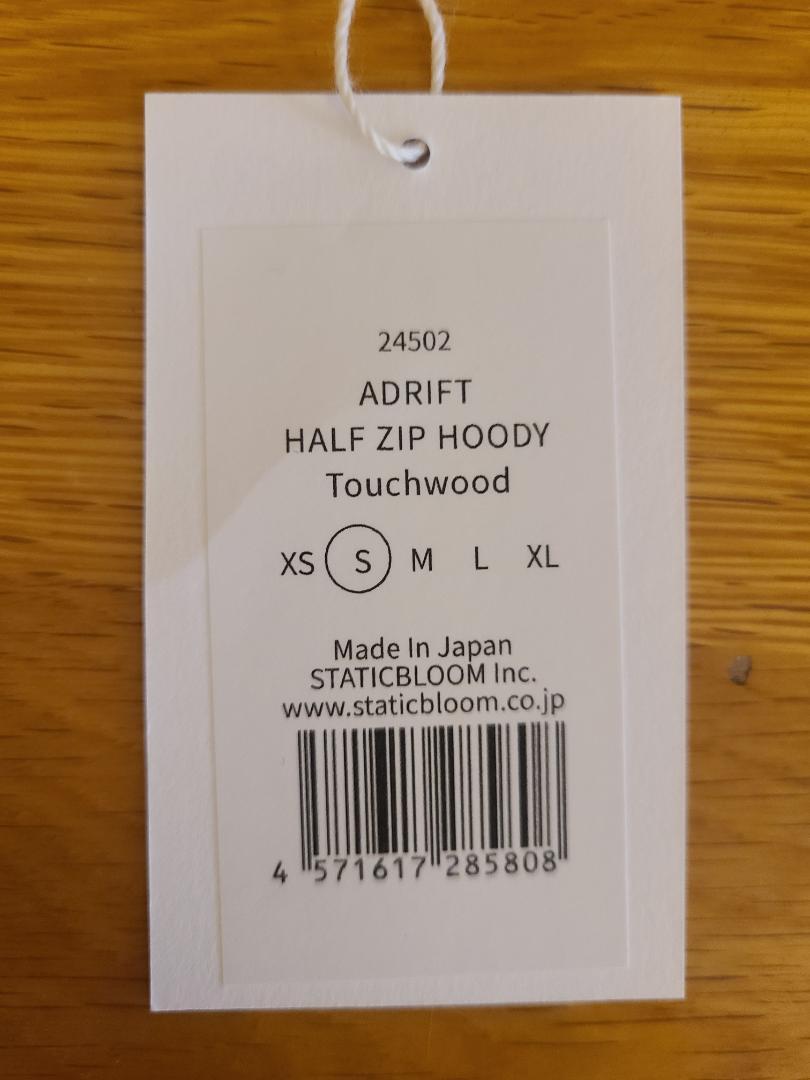 24502
ADRIFT
HALF ZIP HOODY
Touchwood
XS S M L XL
Made In Japan
STATICBLOOM Inc.
www.staticbloom.co.jp
4 571617 285808